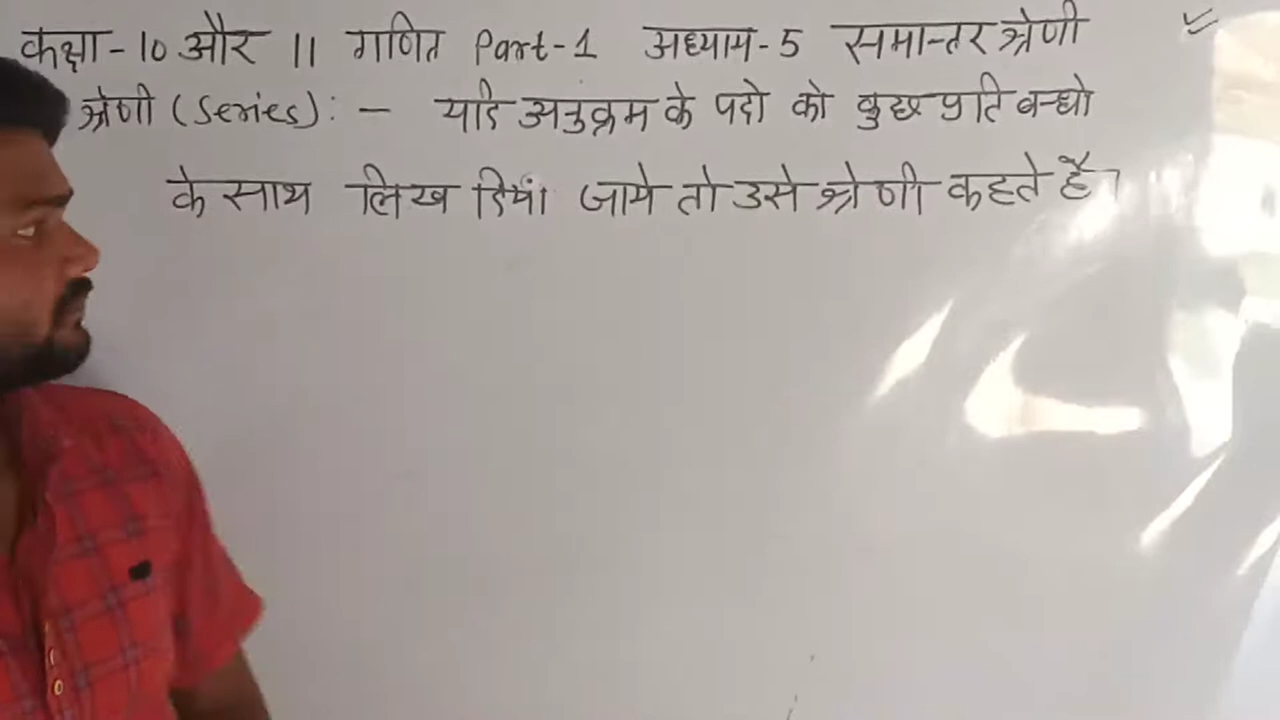 कक्षा-10 और 11 गणित Part-1 अध्याय-5 समान्तर श्रेणी
श्रेणी (Series): - यदि अनुक्रम के पदो को कुछ प्रतिबन्धो
के साथ लिख दिया जाये तो उसे श्रेणी कहते है।